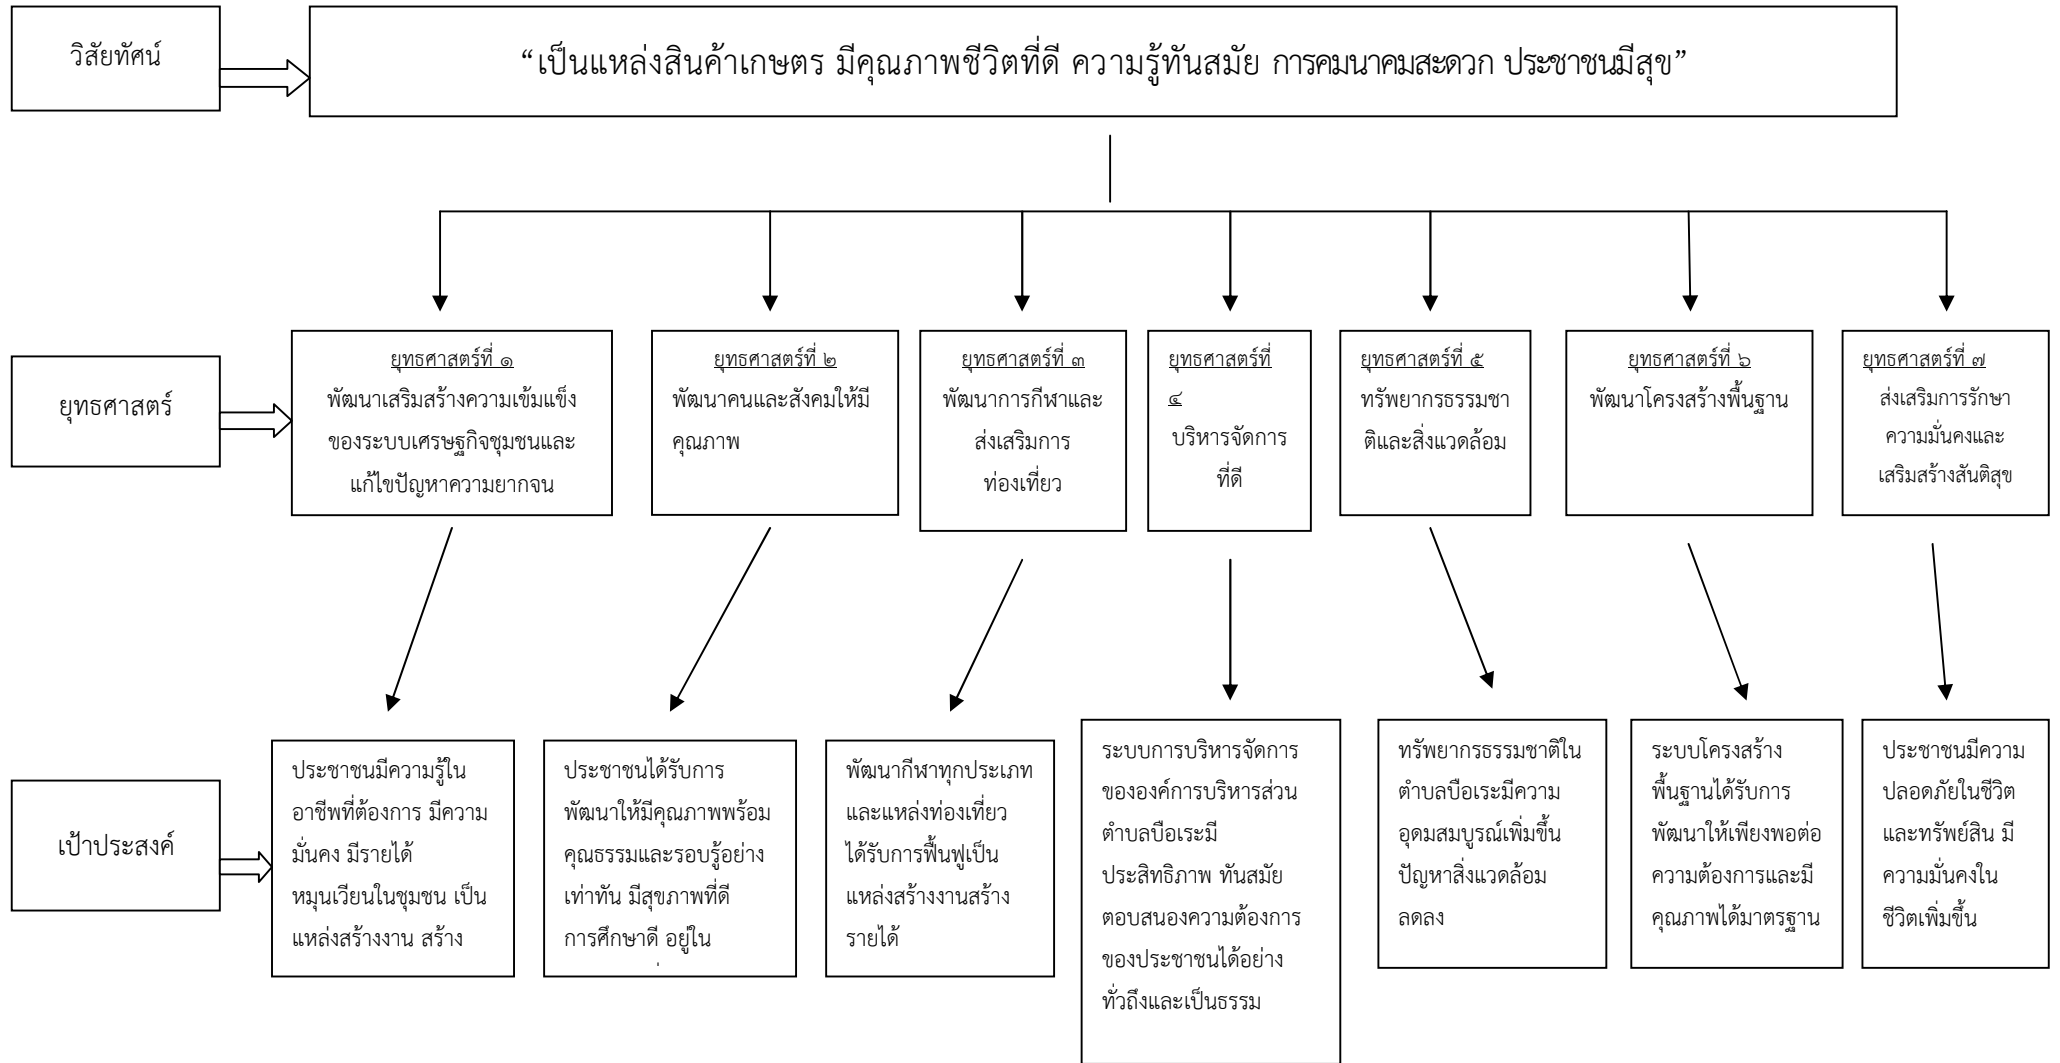 วิสัยทัศน์
“เป็นแหล่งสินค้าเกษตร มีคุณภาพชีวิตที่ดี ความรู้ทันสมัย การคมนาคมสะดวก ประชาชนมีสุข”
ยุทธศาสตร์
ยุทธศาสตร์ที่ ๑
พัฒนาเสริมสร้างความเข้มแข็ง
ของระบบเศรษฐกิจชุมชนและ
แก้ไขปัญหาความยากจน
ยุทธศาสตร์ที่ ๒
พัฒนาคนและสังคมให้มี
คุณภาพ
ยุทธศาสตร์ที่ ๓
พัฒนาการกีฬาและ
ส่งเสริมการ
ท่องเที่ยว
ยุทธศาสตร์ที่
๔
บริหารจัดการ
ที่ดี
ยุทธศาสตร์ที่ ๕
ทรัพยากรธรรมชา
ติและสิ่งแวดล้อม
ยุทธศาสตร์ที่ ๖
พัฒนาโครงสร้างพื้นฐาน
ยุทธศาสตร์ที่ ๗
ส่งเสริมการรักษา
ความมั่นคงและ
เสริมสร้างสันติสุข
เป้าประสงค์
ประชาชนมีความรู้ใน
อาชีพที่ต้องการ มีความ
มั่นคง มีรายได้
หมุนเวียนในชุมชน เป็น
แหล่งสร้างงาน สร้าง
ประชาชนได้รับการ
พัฒนาให้มีคุณภาพพร้อม
คุณธรรมและรอบรู้อย่าง
เท่าทัน มีสุขภาพที่ดี
การศึกษาดี อยู่ใน
พัฒนากีฬาทุกประเภท
และแหล่งท่องเที่ยว
ได้รับการฟื้นฟูเป็น
แหล่งสร้างงานสร้าง
รายได้
ระบบการบริหารจัดการ
ขององค์การบริหารส่วน
ตำบลบือเระมี
ประสิทธิภาพ ทันสมัย
ตอบสนองความต้องการ
ของประชาชนได้อย่าง
ทั่วถึงและเป็นธรรม
ทรัพยากรธรรมชาติใน
ตำบลบือเระมีความ
อุดมสมบูรณ์เพิ่มขึ้น
ปัญหาสิ่งแวดล้อม
ลดลง
ระบบโครงสร้าง
พื้นฐานได้รับการ
พัฒนาให้เพียงพอต่อ
ความต้องการและมี
คุณภาพได้มาตรฐาน
ประชาชนมีความ
ปลอดภัยในชีวิต
และทรัพย์สิน มี
ความมั่นคงใน
ชีวิตเพิ่มขึ้น